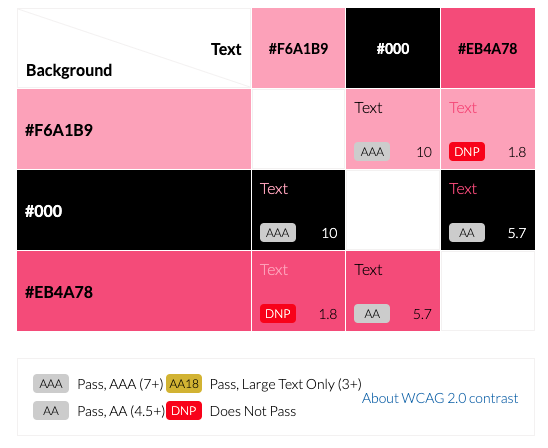 Text
Background
#F6A1B9
#000
#EB4A78
#F6A1B9
Text
AAA 10
Text
DNP 1.8
#000
Text
AAA 10
Text
AA 5.7
#EB4A78
Text
DNP 1.8
Text
AA 5.7
AAA Pass, AAA (7+) AA18 Pass, Large Text Only (3+)
AA Pass, AA (4.5+) DNP Does Not Pass
About WCAG 2.0 contrast